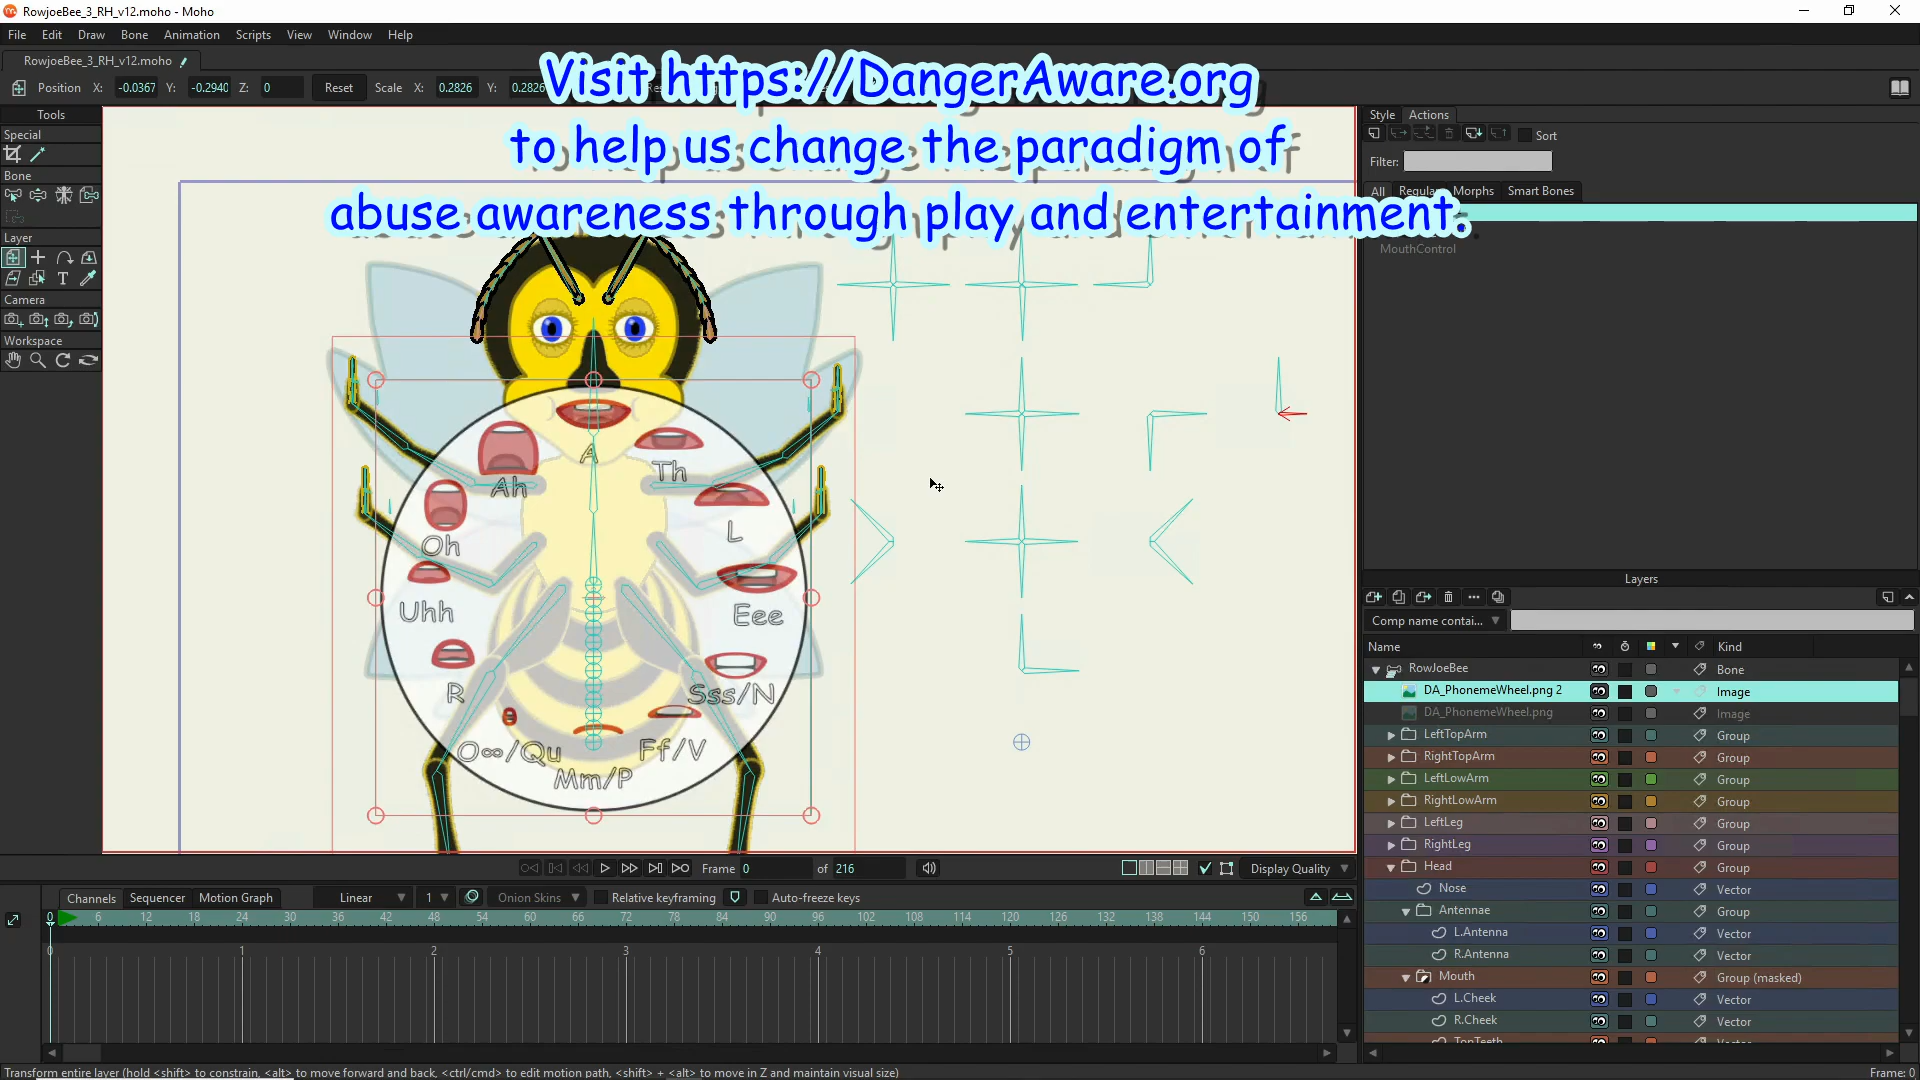 RowjoeBee_3_RH_v12.moho - Moho
File Edit Draw Bone Animation Scripts View Window Help
RowjoeBee_3_RH_v12.moho
Visit https://DangerAware.org
to help us change the paradigm of
abuse awareness through play and entertainment.
Position X: -0.0367 Y: -0.2940 Z: 0 Reset Scale X: 0.2826 Y: 0.2826
Tools
Special
Bone
Layer
Camera
Workspace
Style Actions
Sort
Filter:
All Regular Morphs Smart Bones
MouthControl
A
Th
Ah
L
Oh
Eee
Uhh
Sss/N
R
Ff/V
O∞/Qu
Mm/P
Layers
Comp name contai...
Name Kind
RowJoeBee Bone
DA_PhonemeWheel.png 2 Image
DA_PhonemeWheel.png Image
LeftTopArm Group
RightTopArm Group
LeftLowArm Group
RightLowArm Group
LeftLeg Group
RightLeg Group
Head Group
Nose Vector
Antennae Group
L.Antenna Vector
R.Antenna Vector
Mouth Group (masked)
L.Cheek Vector
R.Cheek Vector
TopTeeth
Frame 0 of 216 Display Quality
Channels Sequencer Motion Graph Linear 1 Onion Skins Relative keyframing Auto-freeze keys
0 6 12 18 24 30 36 42 48 54 60 66 72 78 84 90 96 102 108 114 120 126 132 138 144 150 156
0 1 2 3 4 5 6
Transform entire layer (hold <shift> to constrain, <alt> to move forward and back, <ctrl/cmd> to edit motion path, <shift> + <alt> to move in Z and maintain visual size)
Frame: 0